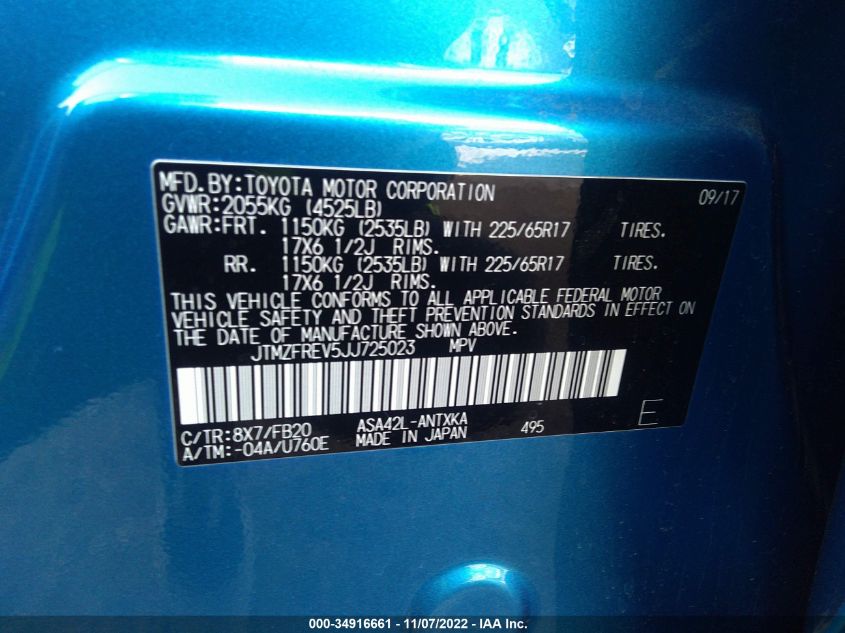 MFD.BY:TOYOTA MOTOR CORPORATION 09/17
GVWR:2055KG (4525LB)
GAWR:FRT. 1150KG (2535LB) WITH 225/65R17 TIRES.
17X6 1/2J RIMS.
RR. 1150KG (2535LB) WITH 225/65R17 TIRES.
17X6 1/2J RIMS.
THIS VEHICLE CONFORMS TO ALL APPLICABLE FEDERAL MOTOR
VEHICLE SAFETY AND THEFT PREVENTION STANDARDS IN EFFECT ON
THE DATE OF MANUFACTURE SHOWN ABOVE.
JTMZFREV5JJ725023 MPV
C/TR:8X7/FB20 ASA42L-ANTXKA 495 E
A/TM:-04A/U760E MADE IN JAPAN
000-34916661 - 11/07/2022 - IAA Inc.